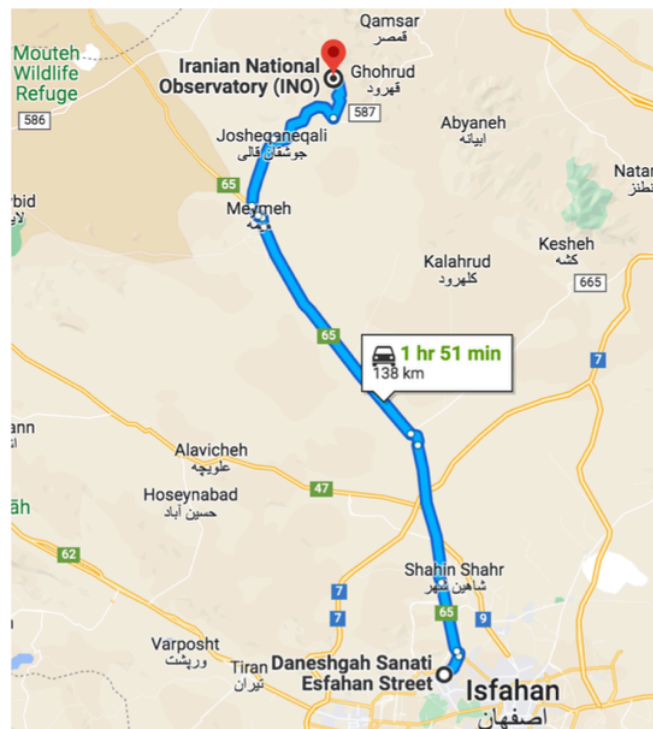 Qamsar
قمصر
Mouteh
Wildlife
Refuge
Iranian National
Observatory (INO)
Ghohrud
قهرود
586
587
Josheqaneqali
جوشقان قالی
Abyaneh
ابیانه
Natan
نطنز
65
Meymeh
میمه
Kesheh
کشه
Kalahrud
کلهرود
665
65
1 hr 51 min
138 km
7
Alavicheh
علویچه
47
Hoseynabad
حسین آباد
62
Shahin Shahr
شاهین شهر
7
7
65
9
Varposht
ورپشت
Tiran
تیران
Daneshgah Sanati
Esfahan Street
Isfahan
اصفهان